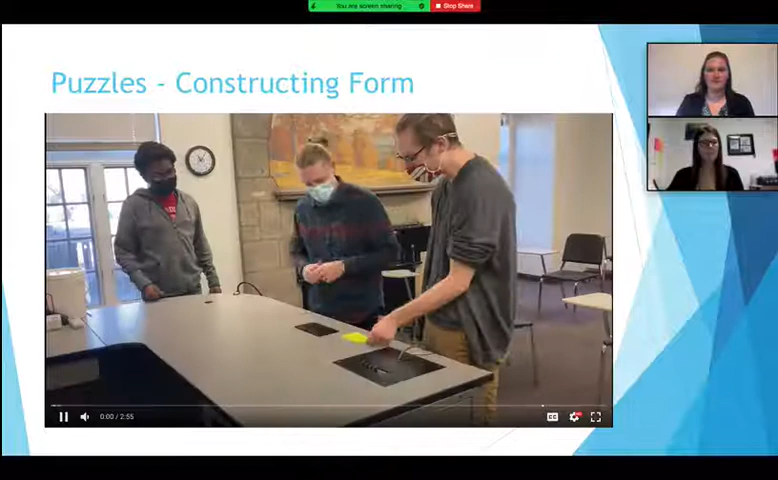 You are screen sharing
Stop Share
Puzzles - Constructing Form
0:00 / 2:55
CC